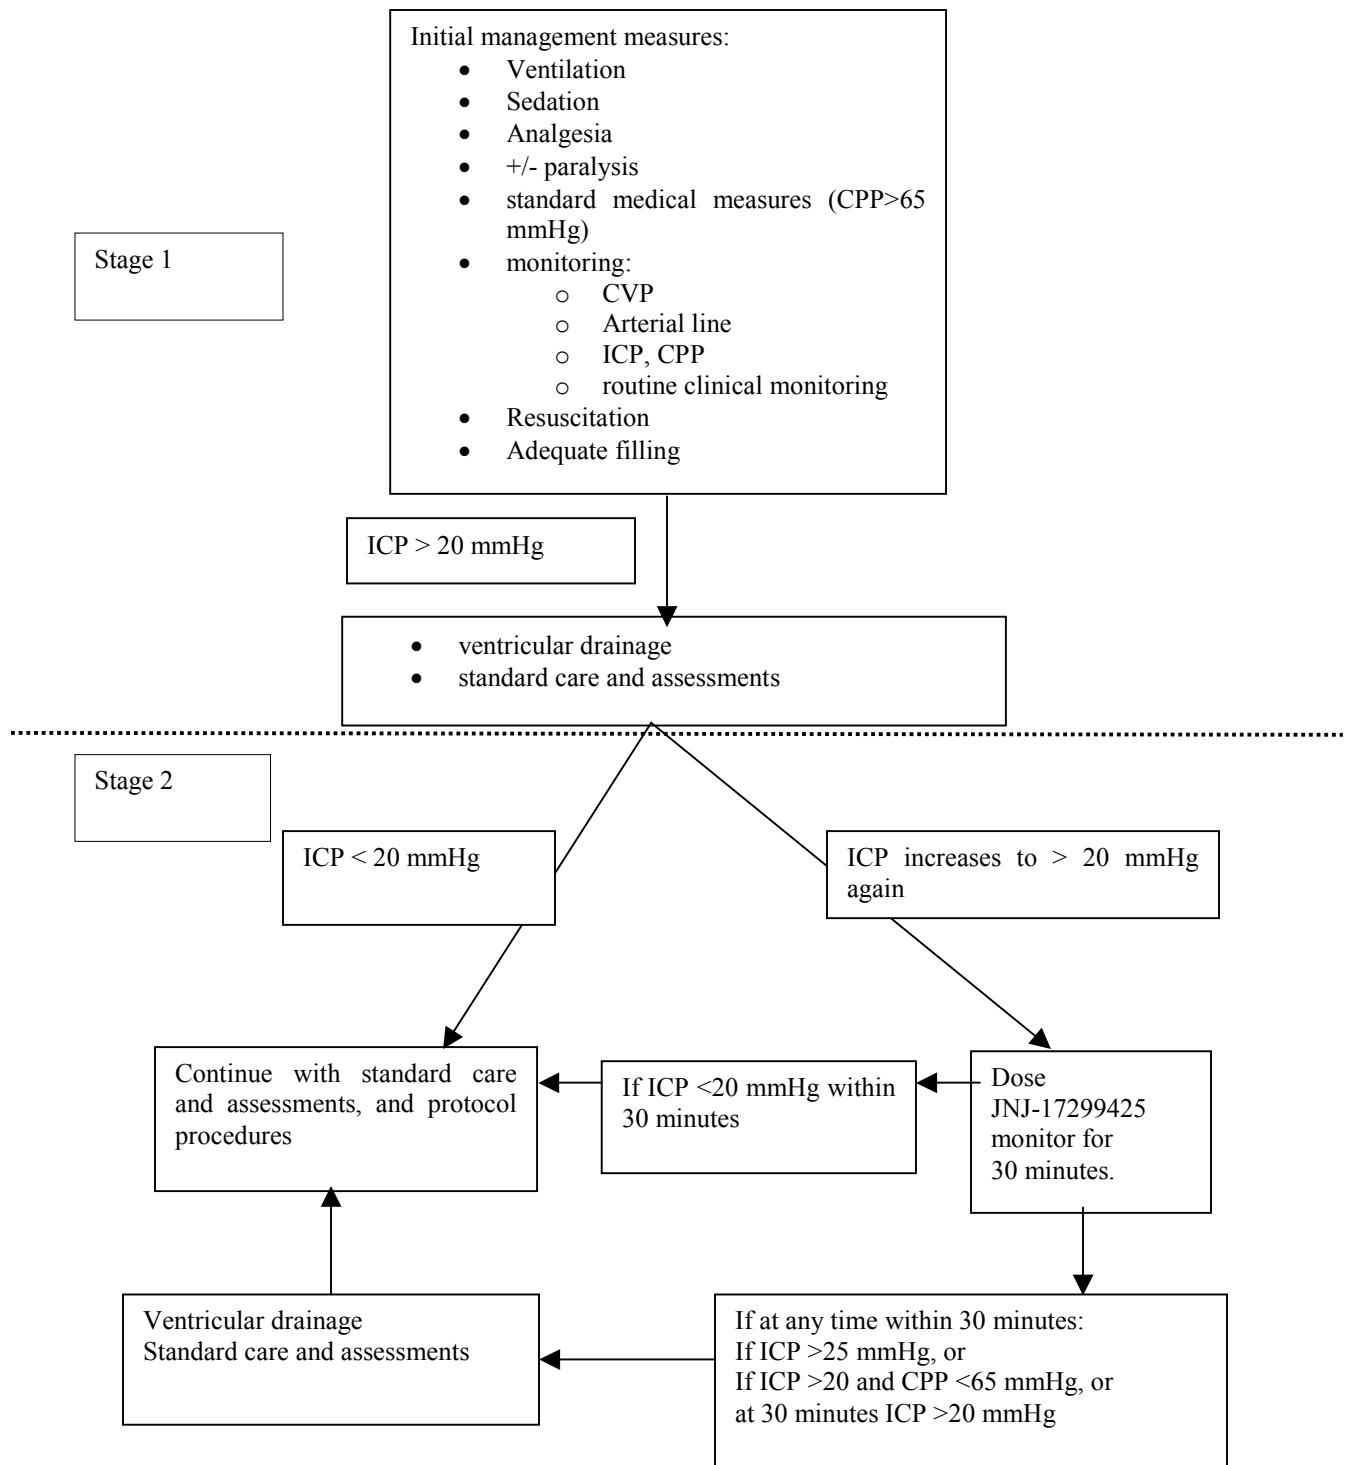 Initial management measures:
• Ventilation
• Sedation
• Analgesia
• +/- paralysis
• standard medical measures (CPP>65
mmHg)
• monitoring:
o CVP
o Arterial line
o ICP, CPP
o routine clinical monitoring
• Resuscitation
• Adequate filling
Stage 1
ICP > 20 mmHg
• ventricular drainage
• standard care and assessments
Stage 2
ICP < 20 mmHg
ICP increases to > 20 mmHg
again
Continue with standard care
and assessments, and protocol
procedures
If ICP <20 mmHg within
30 minutes
Dose
JNJ-17299425
monitor for
30 minutes.
Ventricular drainage
Standard care and assessments
If at any time within 30 minutes:
If ICP >25 mmHg, or
If ICP >20 and CPP <65 mmHg, or
at 30 minutes ICP >20 mmHg